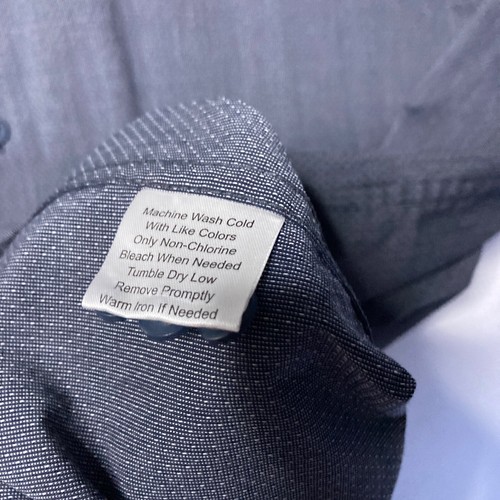 Machine Wash Cold
With Like Colors
Only Non-Chlorine
Bleach When Needed
Tumble Dry Low
Remove Promptly
Warm Iron If Needed